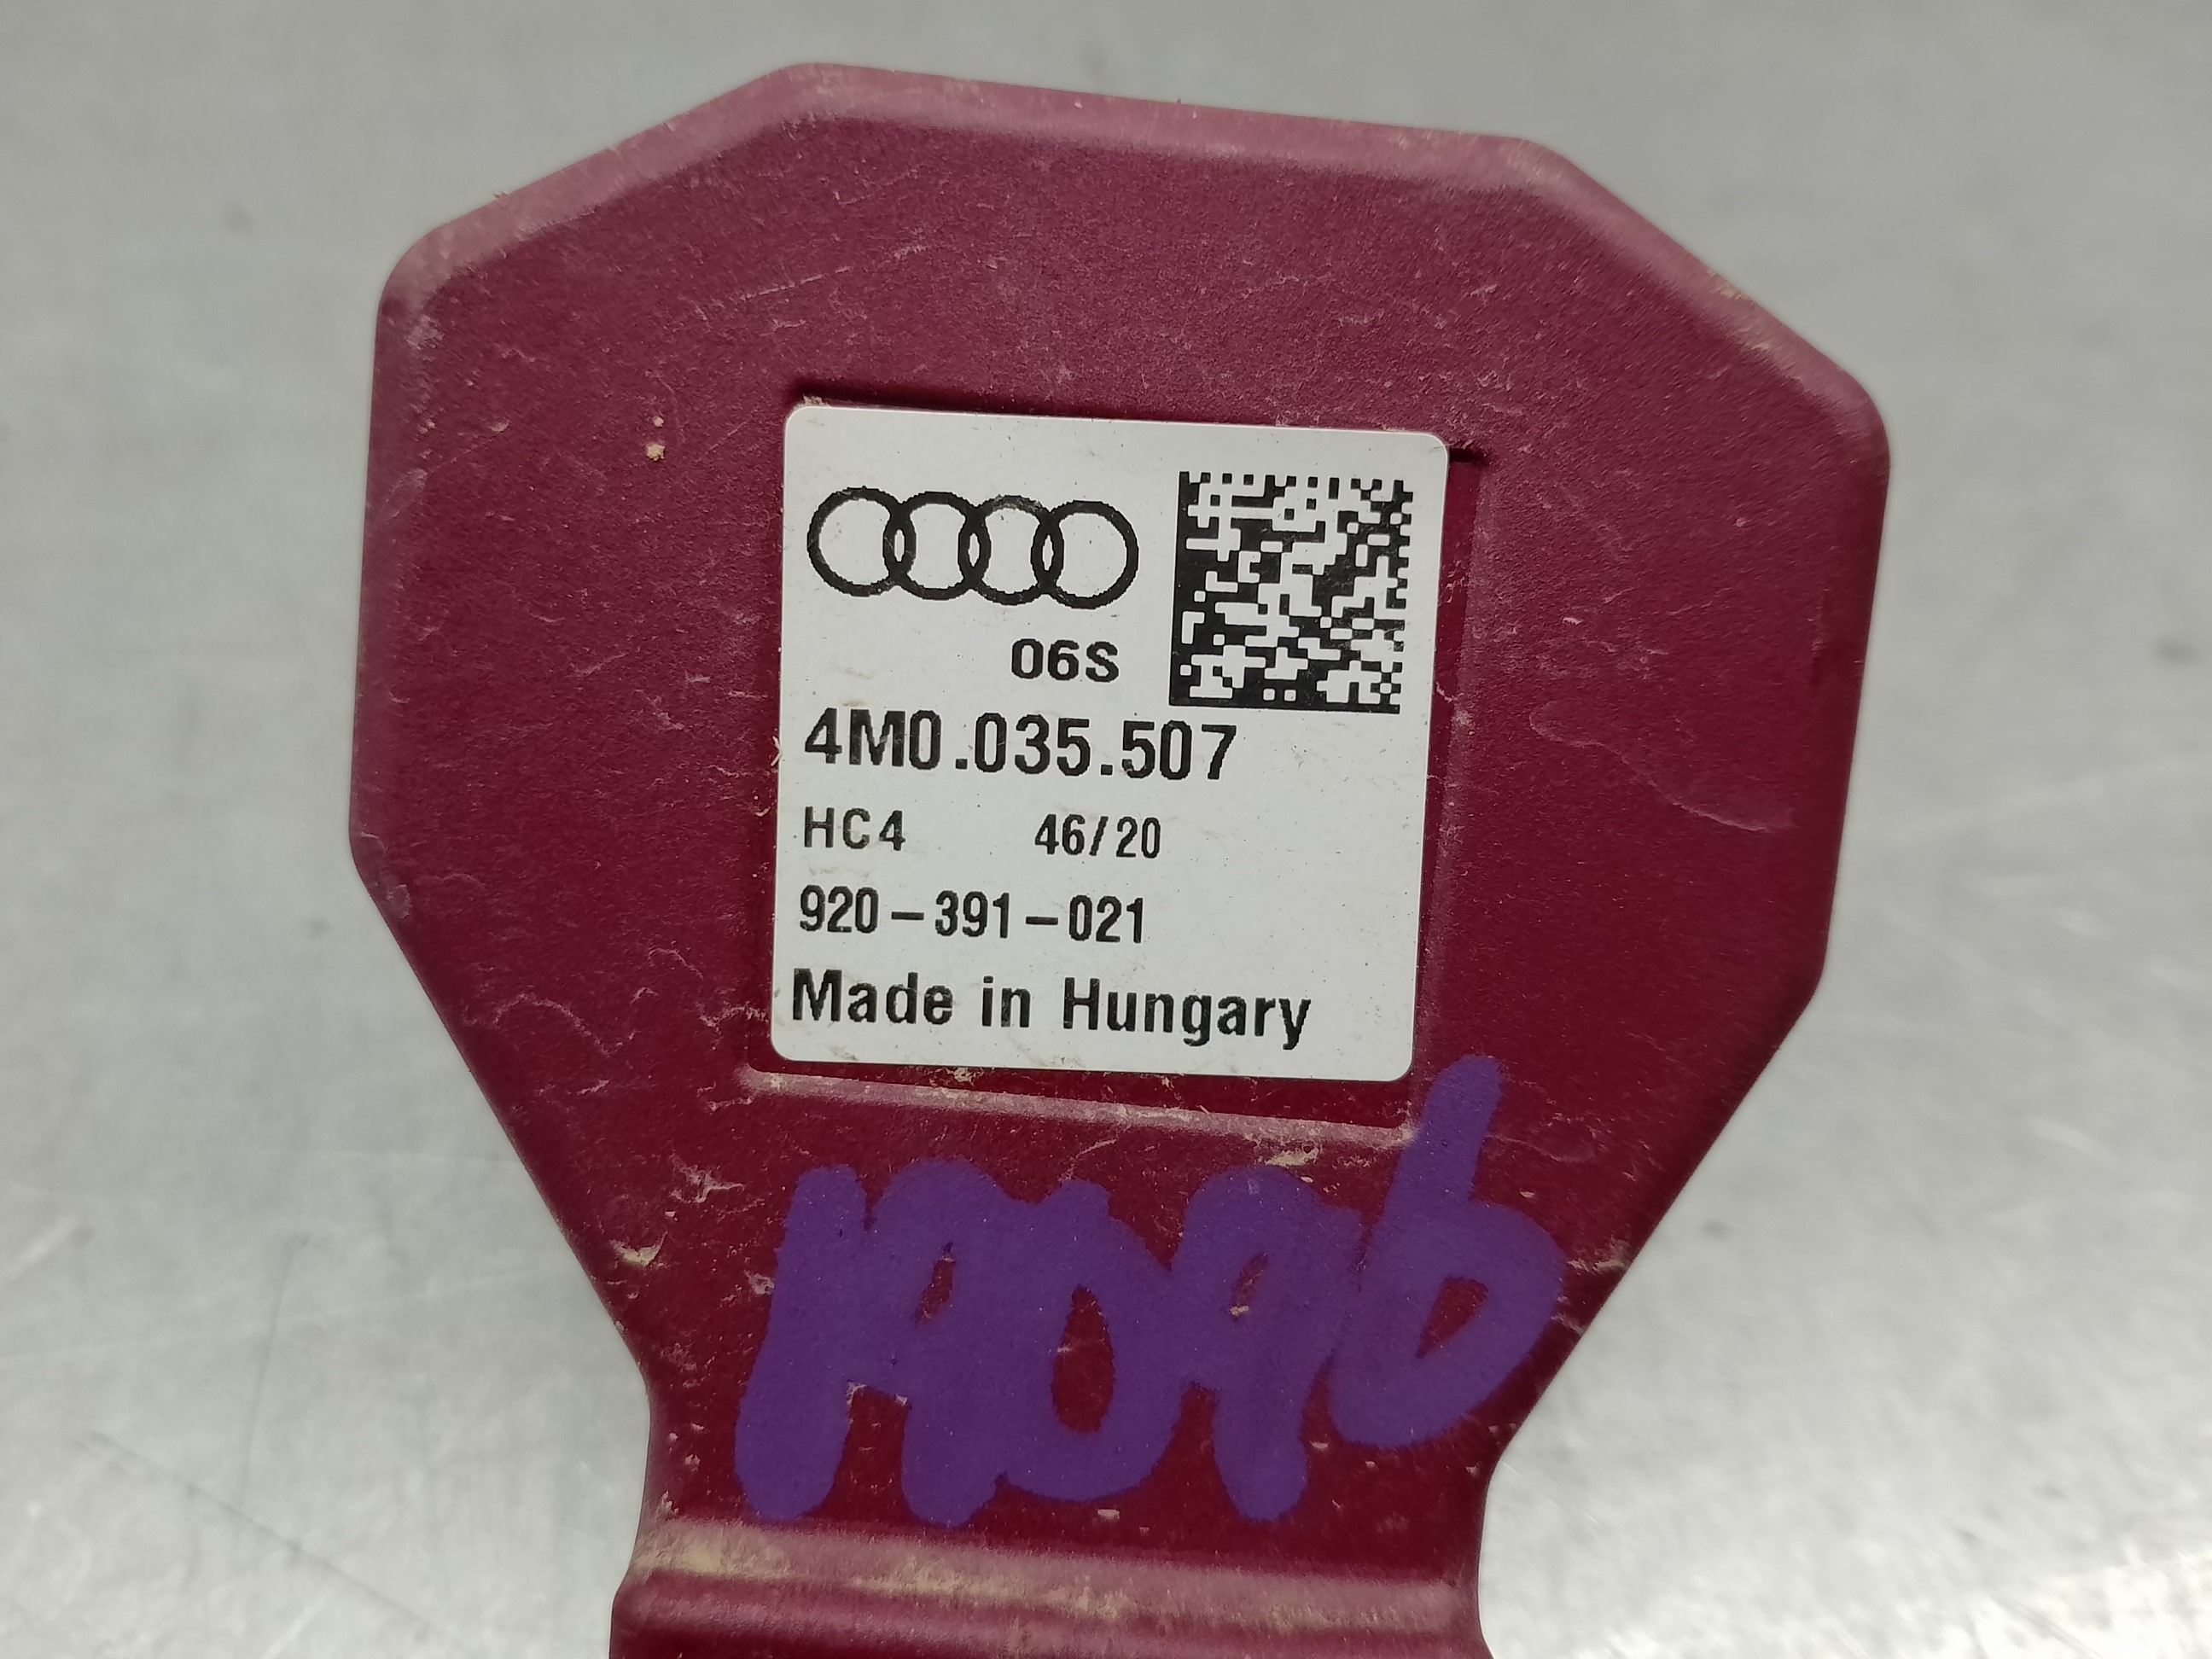 06S
4M0.035.507
HC4 46/20
920-391-021
Made in Hungary